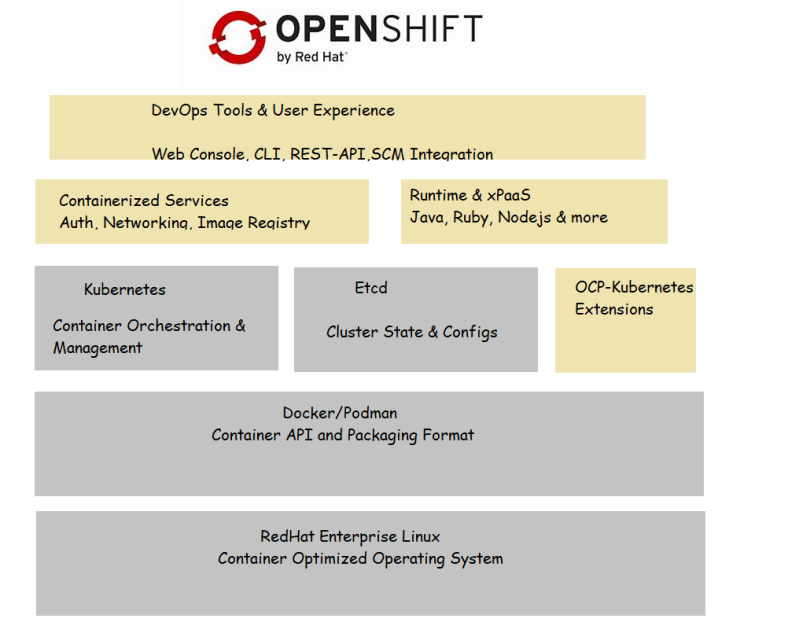 OPENSHIFT
by Red Hat®
DevOps Tools & User Experience
Web Console, CLI, REST-API,SCM Integration
Containerized Services
Auth, Networking, Image Registry
Runtime & xPaaS
Java, Ruby, Nodejs & more
Kubernetes
Container Orchestration &
Management
Etcd
Cluster State & Configs
OCP-Kubernetes
Extensions
Docker/Podman
Container API and Packaging Format
RedHat Enterprise Linux
Container Optimized Operating System